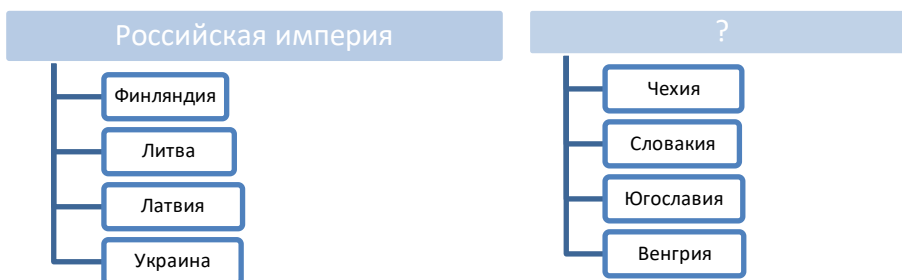 Российская империя
Финляндия
Литва
Латвия
Украина
?
Чехия
Словакия
Югославия
Венгрия